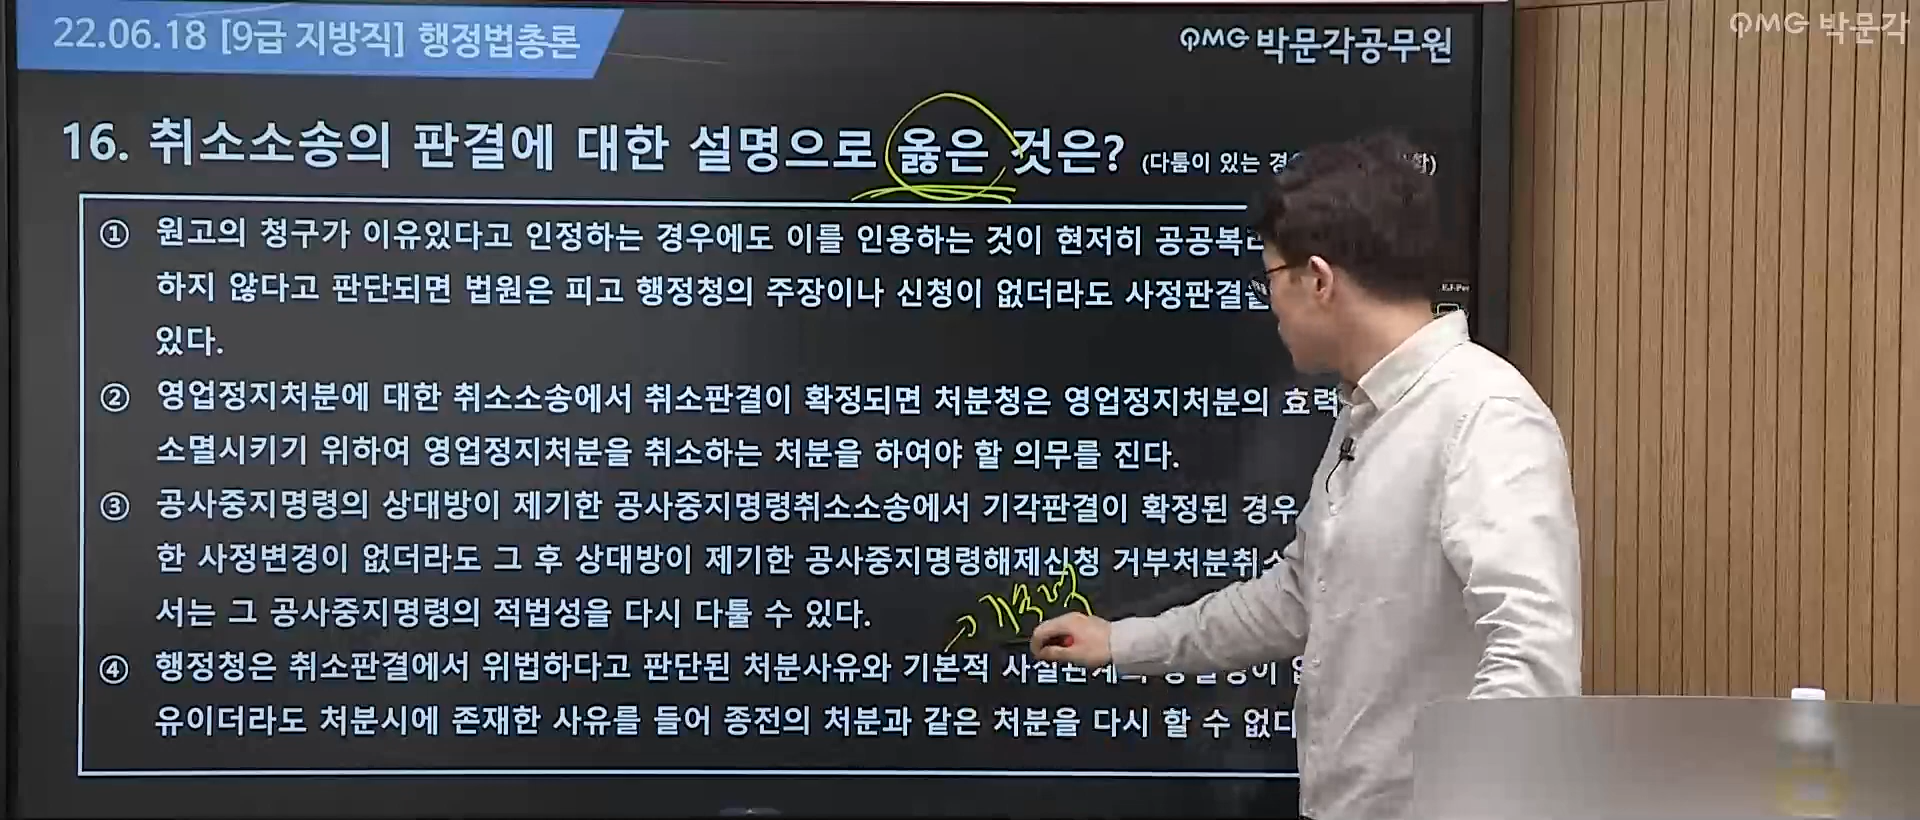 22.06.18 [9급 지방직] 행정법총론
PMG 박문각공무원
PMG 박문각
16. 취소소송의 판결에 대한 설명으로 옳은 것은? (다툼이 있는
① 원고의 청구가 이유있다고 인정하는 경우에도 이를 인용하는 것이 현저히
하지 않다고 판단되면 법원은 피고 행정청의 주장이나 신청이 없더라도 사정판결을
있다.
② 영업정지처분에 대한 취소소송에서 취소판결이 확정되면 처분청은 영업정지처분의 효력
소멸시키기 위하여 영업정지처분을 취소하는 처분을 하여야 할 의무를 진다.
③ 공사중지명령의 상대방이 제기한 공사중지명령취소소송에서 기각판결이 확정된 경우
한 사정변경이 없더라도 그 후 상대방이 제기한 공사중지명령해제신청
서는 그 공사중지명령의 적법성을 다시 다툴 수 있다.
④ 행정청은 취소판결에서 위법하다고 판단된 처분사유와 기본적
유이더라도 처분시에 존재한 사유를 들어 종전의 처분과 같은 처분을 다시 할 수